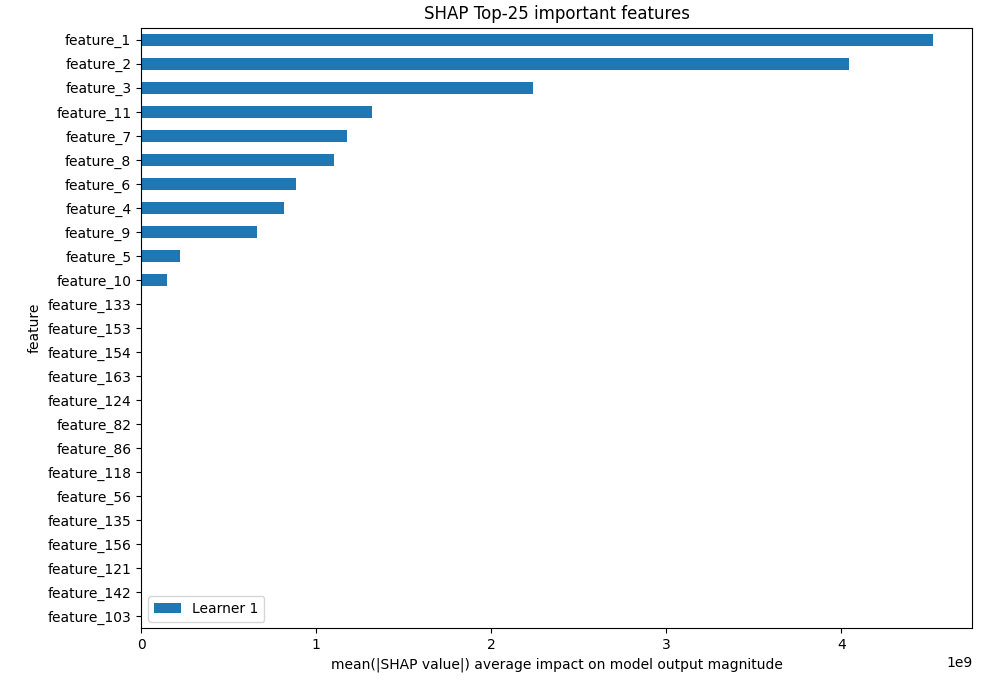 SHAP Top-25 important features
feature_1
feature_2
feature_3
feature_11
feature_7
feature_8
feature_6
feature_4
feature_9
feature_5
feature_10
feature_133
feature_153
feature_154
feature_163
feature_124
feature_82
feature_86
feature_118
feature_56
feature_135
feature_156
feature_121
feature_142
feature_103
feature
Learner 1
0 1 2 3 4
1e9
mean(|SHAP value|) average impact on model output magnitude